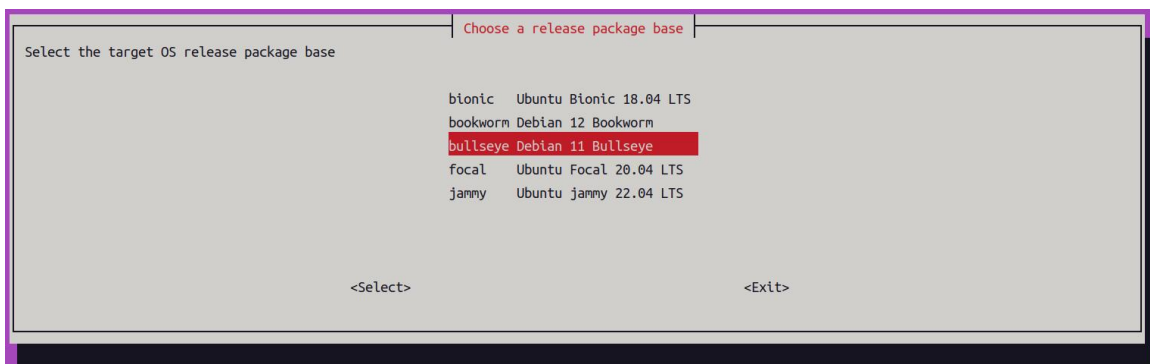 Choose a release package base
Select the target OS release package base
bionic Ubuntu Bionic 18.04 LTS
bookworm Debian 12 Bookworm
bullseye Debian 11 Bullseye
focal Ubuntu Focal 20.04 LTS
jammy Ubuntu jammy 22.04 LTS
<Select> <Exit>